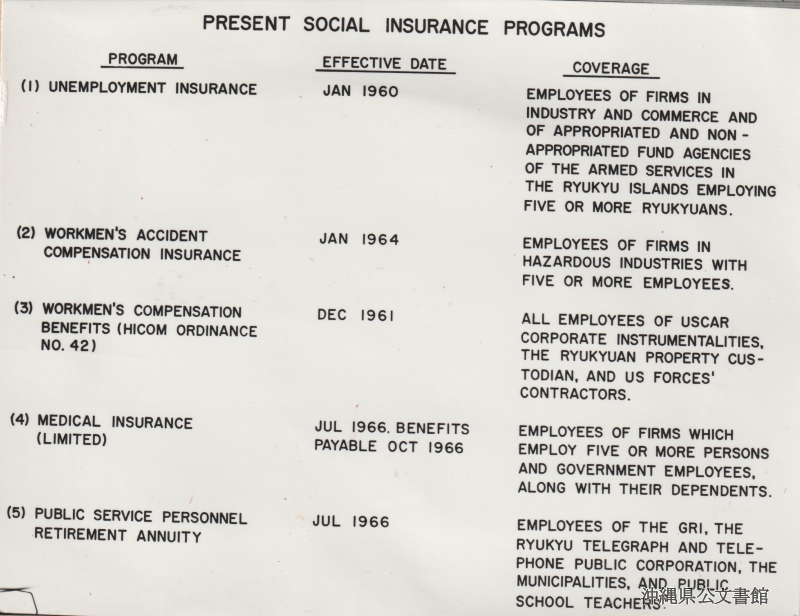 PRESENT SOCIAL INSURANCE PROGRAMS
PROGRAM
EFFECTIVE DATE
COVERAGE
(1) UNEMPLOYMENT INSURANCE
JAN 1960
EMPLOYEES OF FIRMS IN
INDUSTRY AND COMMERCE AND
OF APPROPRIATED AND NON-
APPROPRIATED FUND AGENCIES
OF THE ARMED SERVICES IN
THE RYUKYU ISLANDS EMPLOYING
FIVE OR MORE RYUKYUANS.
(2) WORKMEN'S ACCIDENT
COMPENSATION INSURANCE
JAN 1964
EMPLOYEES OF FIRMS IN
HAZARDOUS INDUSTRIES WITH
FIVE OR MORE EMPLOYEES.
(3) WORKMEN'S COMPENSATION
BENEFITS (HICOM ORDINANCE
NO. 42)
DEC 1961
ALL EMPLOYEES OF USCAR
CORPORATE INSTRUMENTALITIES,
THE RYUKYUAN PROPERTY CUS-
TODIAN, AND US FORCES'
CONTRACTORS.
(4) MEDICAL INSURANCE
(LIMITED)
JUL 1966. BENEFITS
PAYABLE OCT 1966
EMPLOYEES OF FIRMS WHICH
EMPLOY FIVE OR MORE PERSONS
AND GOVERNMENT EMPLOYEES,
ALONG WITH THEIR DEPENDENTS.
(5) PUBLIC SERVICE PERSONNEL
RETIREMENT ANNUITY
JUL 1966
EMPLOYEES OF THE GRI, THE
RYUKYU TELEGRAPH AND TELE-
PHONE PUBLIC CORPORATION, THE
MUNICIPALITIES, AND PUBLIC
SCHOOL TEACHERS.
沖縄県公文書館